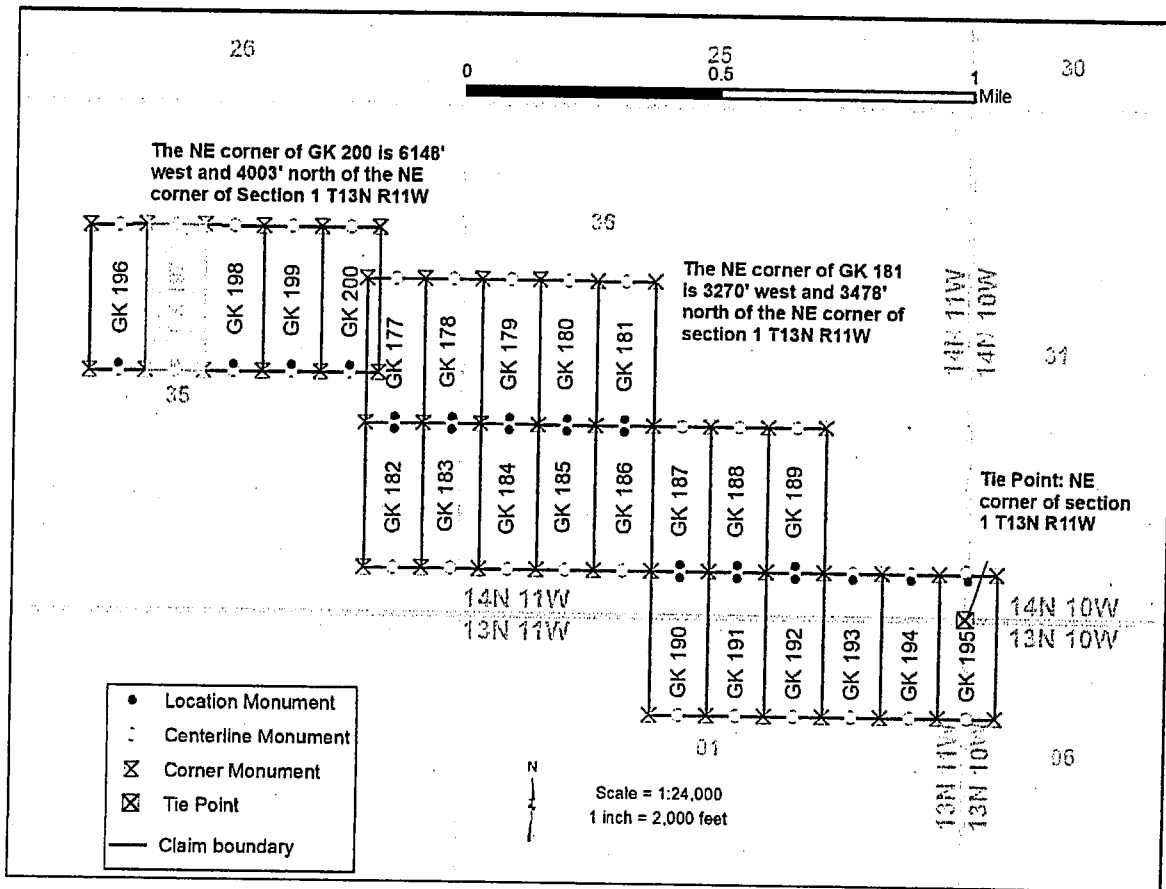 26
25
30
0
0.5
1
Mile
The NE corner of GK 200 is 6148'
west and 4003' north of the NE
corner of Section 1 T13N R11W
36
GK 196
GK 198
GK 199
GK 200
The NE corner of GK 181
is 3270' west and 3478'
north of the NE corner of
section 1 T13N R11W
14N 11W
14N 10W
GK 177
GK 178
GK 179
GK 180
GK 181
31
35
GK 182
GK 183
GK 184
GK 185
GK 186
GK 187
GK 188
GK 189
Tie Point: NE
corner of section
1 T13N R11W
14N 11W
13N 11W
14N 10W
13N 10W
GK 190
GK 191
GK 192
GK 193
GK 194
GK 195
01
06
13N 11W
13N 10W
Location Monument
Centerline Monument
Corner Monument
Tie Point
Claim boundary
N
Scale = 1:24,000
1 inch = 2,000 feet